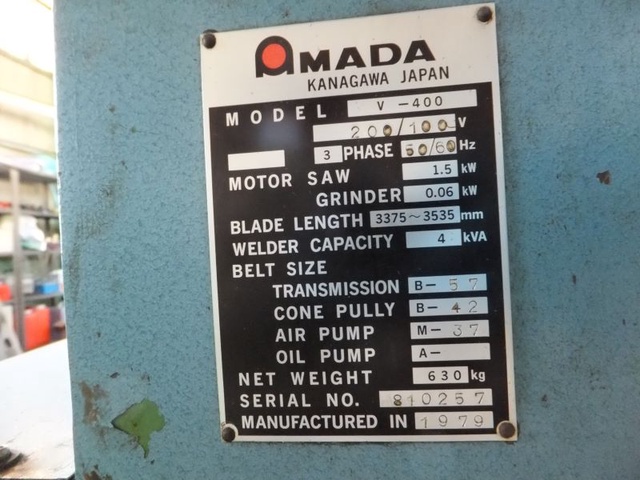 AMADA
KANAGAWA JAPAN
MODEL V-400
200/100 V
3 PHASE 50/60 Hz
MOTOR SAW 1.5 kW
GRINDER 0.06 kW
BLADE LENGTH 3375~3535 mm
WELDER CAPACITY 4 kVA
BELT SIZE
TRANSMISSION B-57
CONE PULLY B-42
AIR PUMP M-37
OIL PUMP A-
NET WEIGHT 630 kg
SERIAL NO. 810257
MANUFACTURED IN 1979